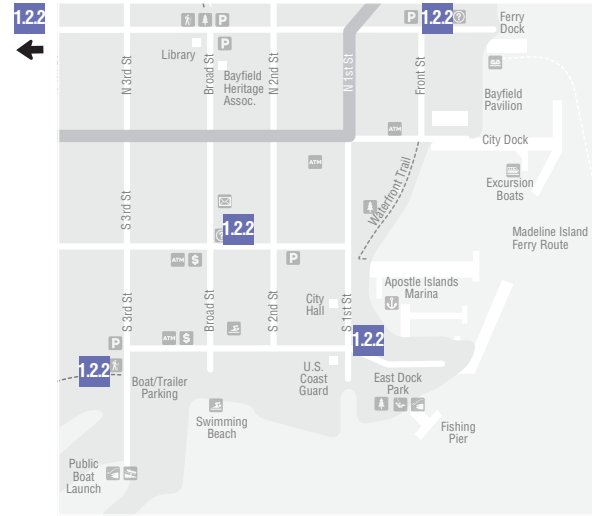 1.2.2
P
1.2.2
?
Ferry
Dock
P
Library
N 3rd St
Broad St
Bayfield
Heritage
Assoc.
N 2nd St
N 1st St
Front St
Bayfield
Pavilion
ATM
City Dock
ATM
Excursion
Boats
S 3rd St
Waterfront Trail
1.2.2
Madeline Island
Ferry Route
ATM $
P
Apostle Islands
Marina
City
Hall
S 3rd St
Broad St
S 2nd St
S 1st St
ATM $
P
1.2.2
1.2.2
U.S.
Coast
Guard
East Dock
Park
Boat/Trailer
Parking
Swimming
Beach
Fishing
Pier
Public
Boat
Launch